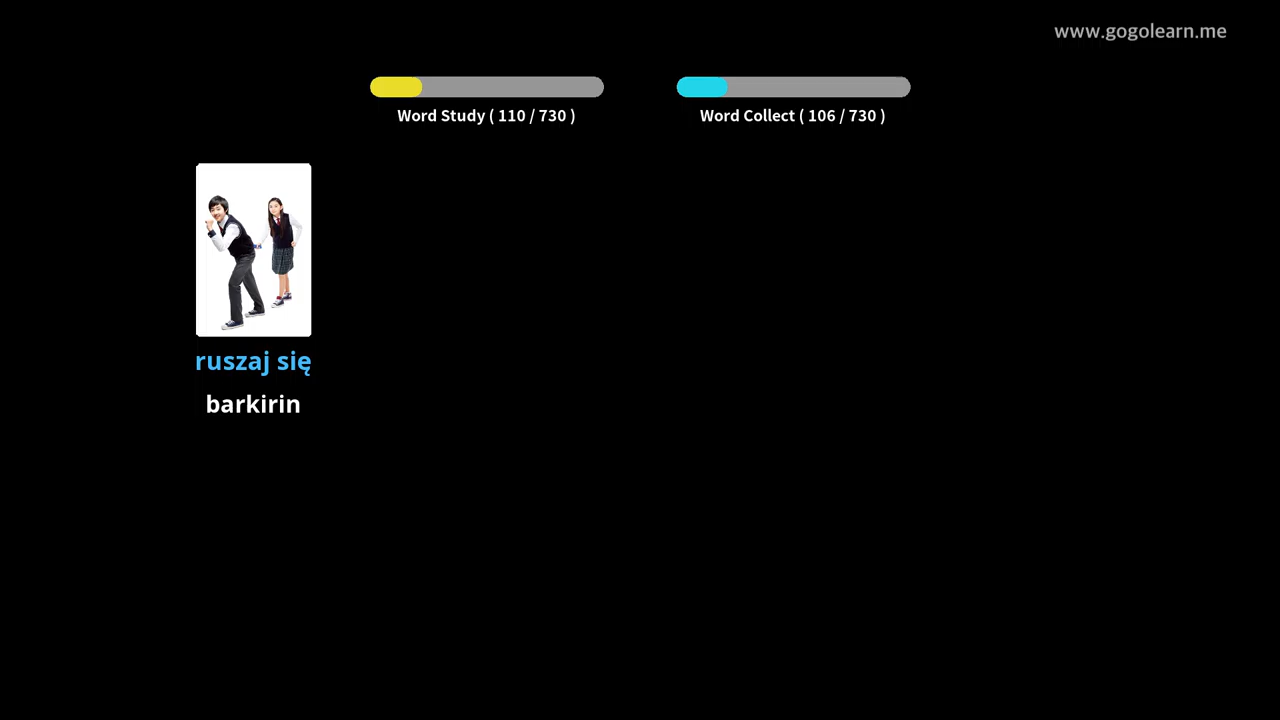 www.gogolearn.me
Word Study ( 110 / 730 )
Word Collect ( 106 / 730 )
ruszaj się
barkirin